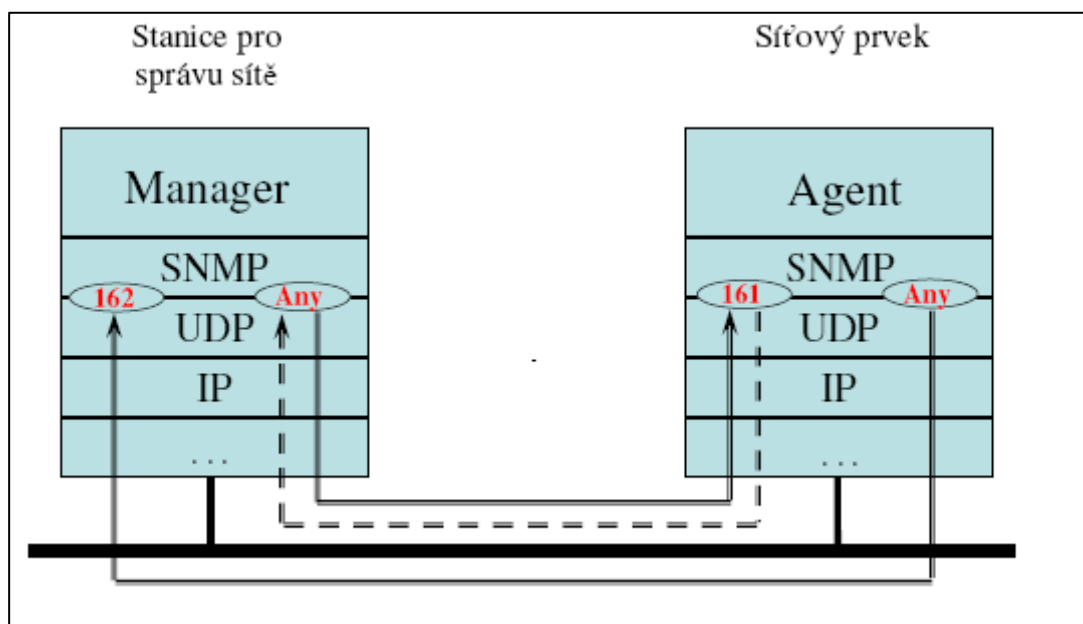 Stanice pro
správu sítě
Síťový prvek
Manager
SNMP
162
Any
UDP
IP
...
Agent
SNMP
161
Any
UDP
IP
...